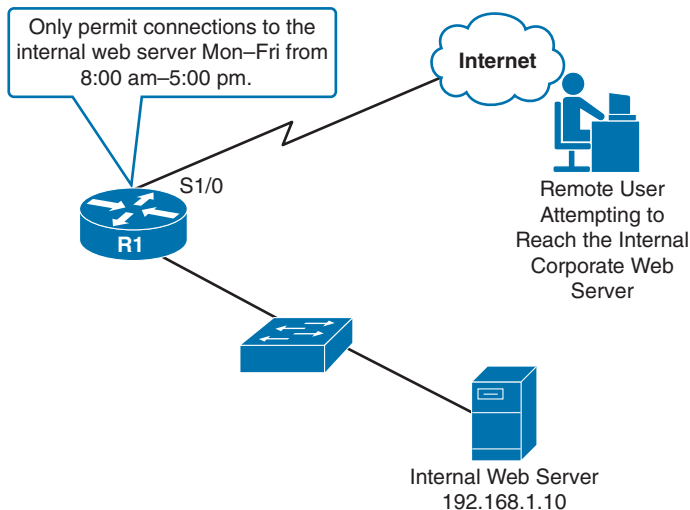 Only permit connections to the
internal web server Mon–Fri from
8:00 am–5:00 pm.
Internet
S1/0
R1
Remote User
Attempting to
Reach the Internal
Corporate Web
Server
Internal Web Server
192.168.1.10